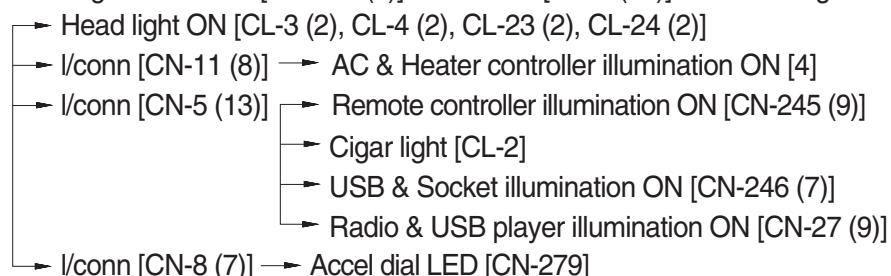 Head light ON [CL-3 (2), CL-4 (2), CL-23 (2), CL-24 (2)]
I/conn [CN-11 (8)] → AC & Heater controller illumination ON [4]
I/conn [CN-5 (13)] → Remote controller illumination ON [CN-245 (9)]
→ Cigar light [CL-2]
→ USB & Socket illumination ON [CN-246 (7)]
→ Radio & USB player illumination ON [CN-27 (9)]
I/conn [CN-8 (7)] → Accel dial LED [CN-279]